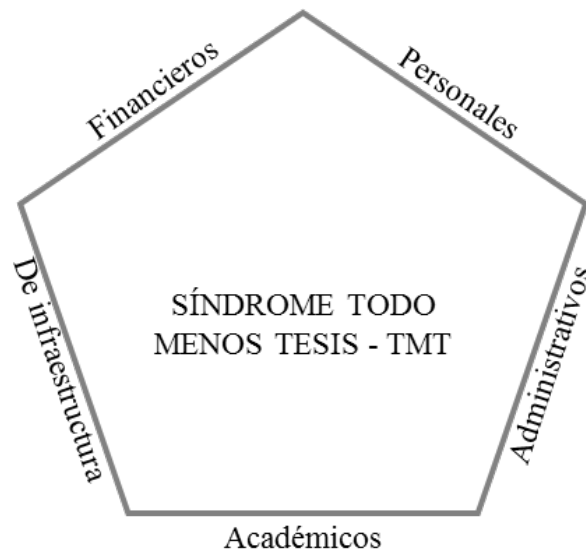 Financieros
Personales
De infraestructura
SÍNDROME TODO
MENOS TESIS - TMT
Administrativos
Académicos